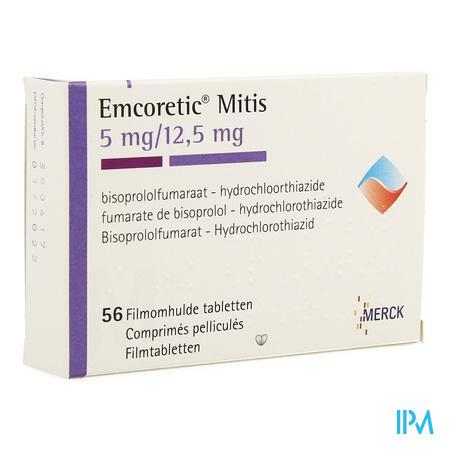 Emcoretic® Mitis
5 mg/12,5 mg
bisoprololfumaraat - hydrochloorthiazide
fumarate de bisoprolol - hydrochlorothiazide
Bisoprololfumarat - Hydrochlorothiazid
56 Filmomhulde tabletten
Comprimés pelliculés
Filmtabletten
MERCK
IPM